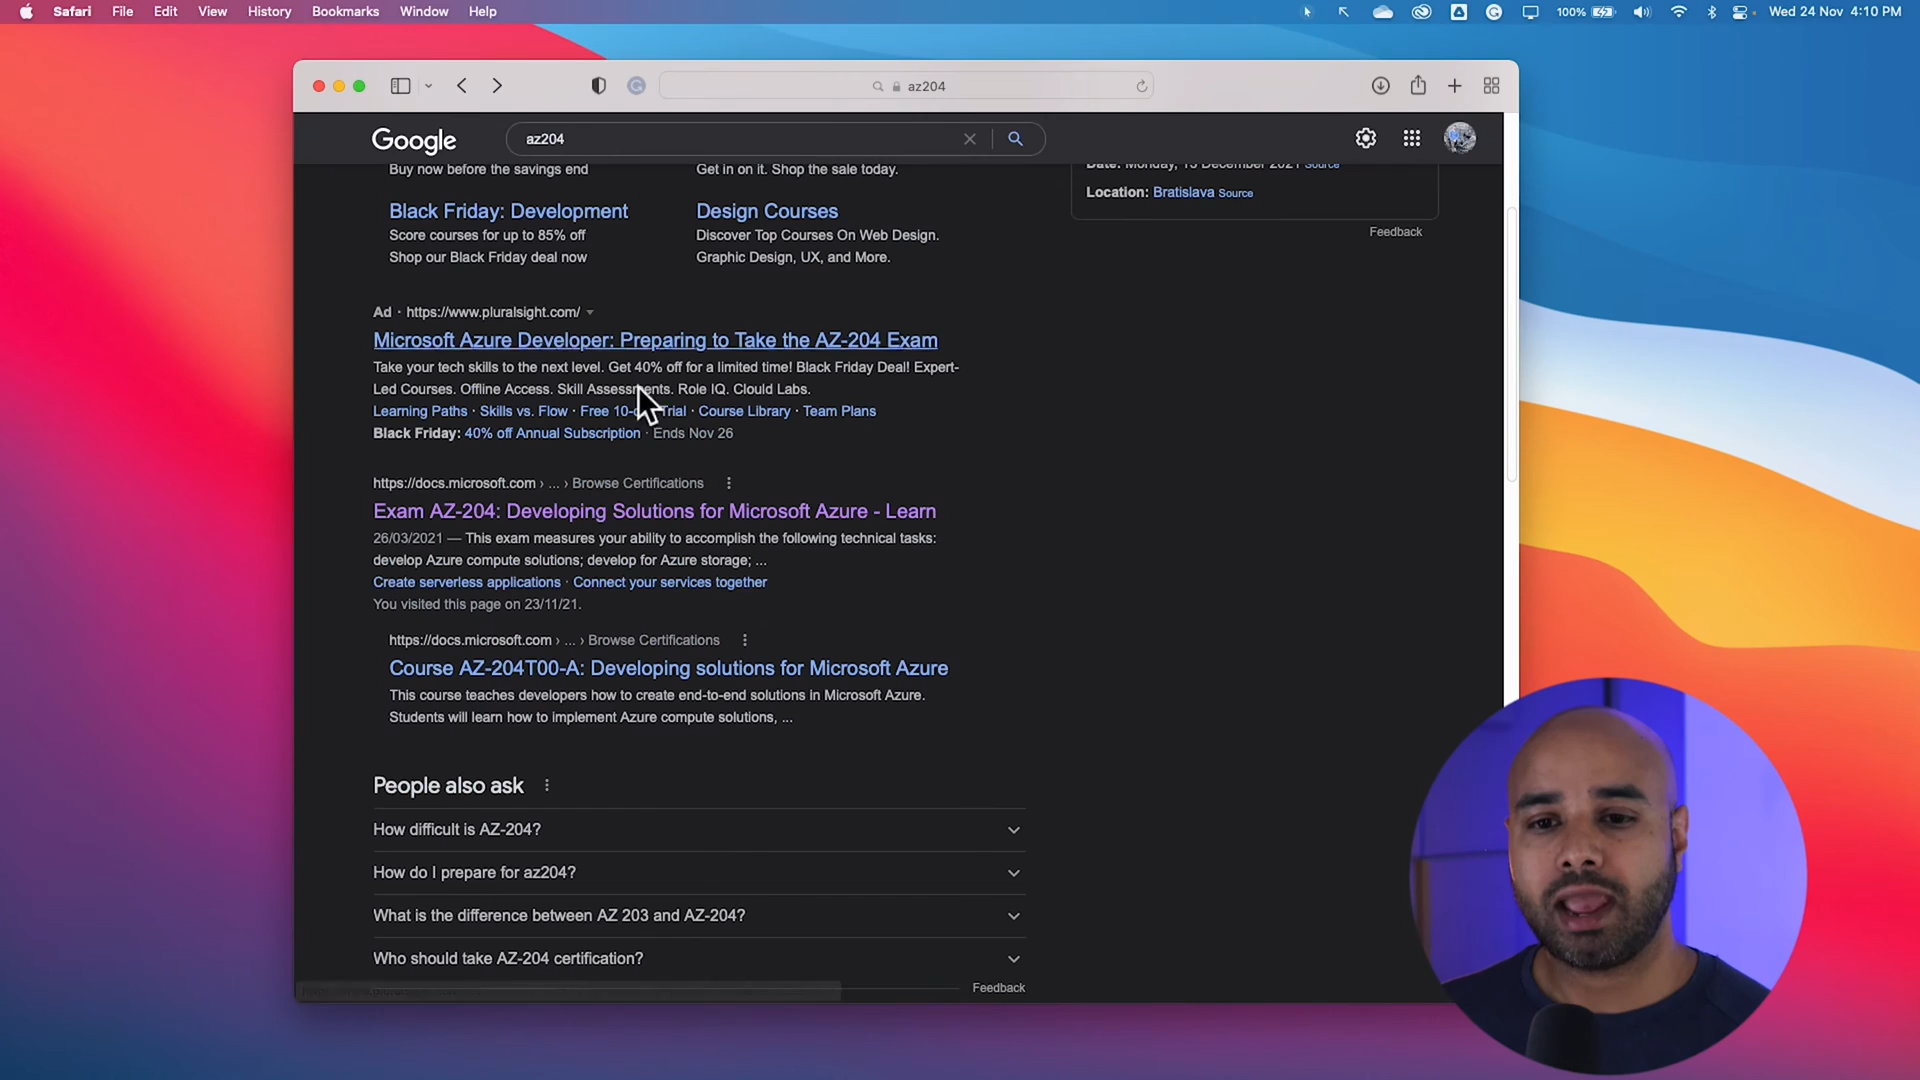 Safari File Edit View History Bookmarks Window Help
100% Wed 24 Nov 4:10 PM
az204
Google
az204
Buy now before the savings end
Get in on it. Shop the sale today.
Black Friday: Development
Score courses for up to 85% off
Shop our Black Friday deal now
Design Courses
Discover Top Courses On Web Design.
Graphic Design, UX, and More.
Date: Monday, 13 December 2021 Source
Location: Bratislava Source
Feedback
Ad · https://www.pluralsight.com/
Microsoft Azure Developer: Preparing to Take the AZ-204 Exam
Take your tech skills to the next level. Get 40% off for a limited time! Black Friday Deal! Expert-
Led Courses. Offline Access. Skill Assessments. Role IQ. Clould Labs.
Learning Paths · Skills vs. Flow · Free 10- Trial · Course Library · Team Plans
Black Friday: 40% off Annual Subscription · Ends Nov 26
https://docs.microsoft.com › ... › Browse Certifications
Exam AZ-204: Developing Solutions for Microsoft Azure - Learn
26/03/2021 — This exam measures your ability to accomplish the following technical tasks:
develop Azure compute solutions; develop for Azure storage; ...
Create serverless applications · Connect your services together
You visited this page on 23/11/21.
https://docs.microsoft.com › ... › Browse Certifications
Course AZ-204T00-A: Developing solutions for Microsoft Azure
This course teaches developers how to create end-to-end solutions in Microsoft Azure.
Students will learn how to implement Azure compute solutions, ...
People also ask
How difficult is AZ-204?
How do I prepare for az204?
What is the difference between AZ 203 and AZ-204?
Who should take AZ-204 certification?
Feedback